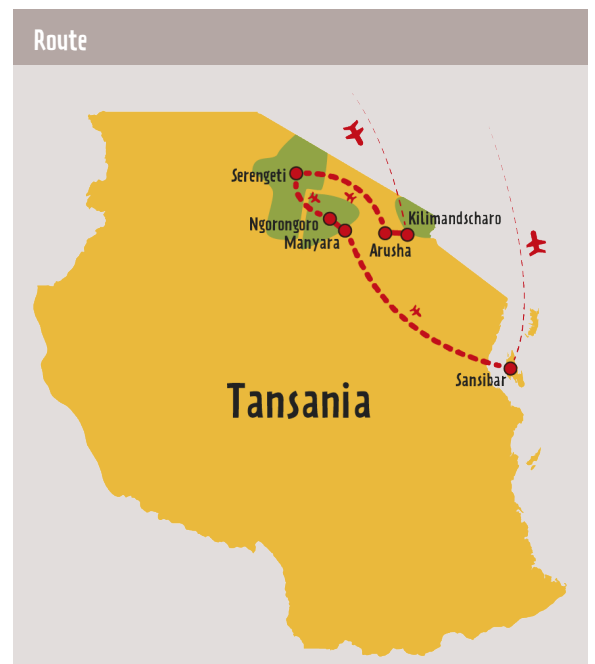 Route
Serengeti
Kilimandscharo
Ngorongoro
Manyara
Arusha
Sansibar
Tansania